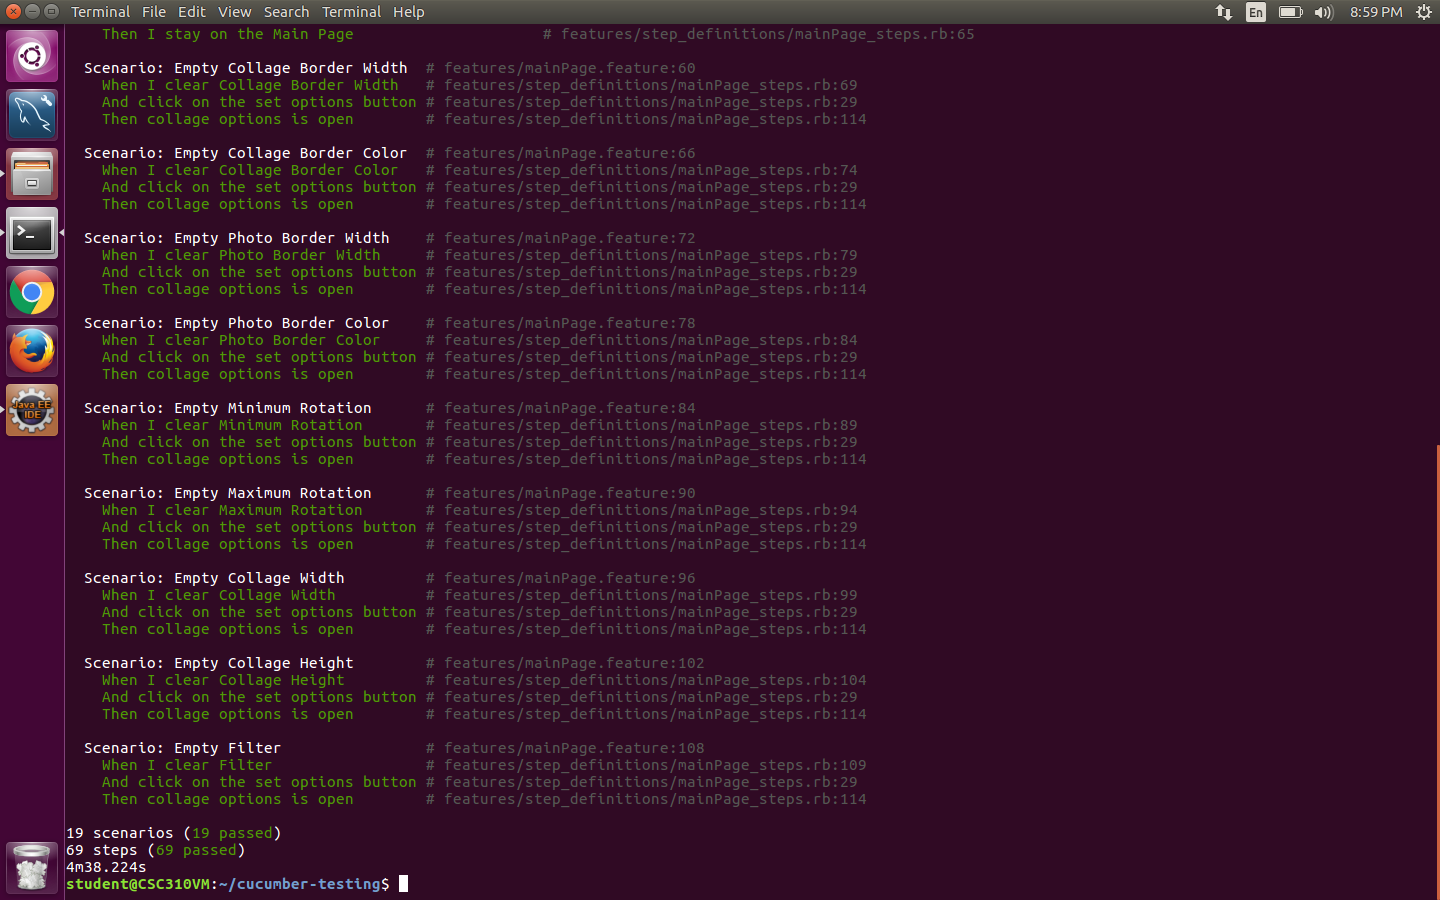 Terminal File Edit View Search Terminal Help En 8:59 PM
Then I stay on the Main Page # features/step_definitions/mainPage_steps.rb:65
Scenario: Empty Collage Border Width # features/mainPage.feature:60
When I clear Collage Border Width # features/step_definitions/mainPage_steps.rb:69
And click on the set options button # features/step_definitions/mainPage_steps.rb:29
Then collage options is open # features/step_definitions/mainPage_steps.rb:114
Scenario: Empty Collage Border Color # features/mainPage.feature:66
When I clear Collage Border Color # features/step_definitions/mainPage_steps.rb:74
And click on the set options button # features/step_definitions/mainPage_steps.rb:29
Then collage options is open # features/step_definitions/mainPage_steps.rb:114
Scenario: Empty Photo Border Width # features/mainPage.feature:72
When I clear Photo Border Width # features/step_definitions/mainPage_steps.rb:79
And click on the set options button # features/step_definitions/mainPage_steps.rb:29
Then collage options is open # features/step_definitions/mainPage_steps.rb:114
Scenario: Empty Photo Border Color # features/mainPage.feature:78
When I clear Photo Border Color # features/step_definitions/mainPage_steps.rb:84
And click on the set options button # features/step_definitions/mainPage_steps.rb:29
Then collage options is open # features/step_definitions/mainPage_steps.rb:114
Scenario: Empty Minimum Rotation # features/mainPage.feature:84
When I clear Minimum Rotation # features/step_definitions/mainPage_steps.rb:89
And click on the set options button # features/step_definitions/mainPage_steps.rb:29
Then collage options is open # features/step_definitions/mainPage_steps.rb:114
Scenario: Empty Maximum Rotation # features/mainPage.feature:90
When I clear Maximum Rotation # features/step_definitions/mainPage_steps.rb:94
And click on the set options button # features/step_definitions/mainPage_steps.rb:29
Then collage options is open # features/step_definitions/mainPage_steps.rb:114
Scenario: Empty Collage Width # features/mainPage.feature:96
When I clear Collage Width # features/step_definitions/mainPage_steps.rb:99
And click on the set options button # features/step_definitions/mainPage_steps.rb:29
Then collage options is open # features/step_definitions/mainPage_steps.rb:114
Scenario: Empty Collage Height # features/mainPage.feature:102
When I clear Collage Height # features/step_definitions/mainPage_steps.rb:104
And click on the set options button # features/step_definitions/mainPage_steps.rb:29
Then collage options is open # features/step_definitions/mainPage_steps.rb:114
Scenario: Empty Filter # features/mainPage.feature:108
When I clear Filter # features/step_definitions/mainPage_steps.rb:109
And click on the set options button # features/step_definitions/mainPage_steps.rb:29
Then collage options is open # features/step_definitions/mainPage_steps.rb:114
19 scenarios (19 passed)
69 steps (69 passed)
4m38.224s
student@CSC310VM:~/cucumber-testing$
Java EE
IDE